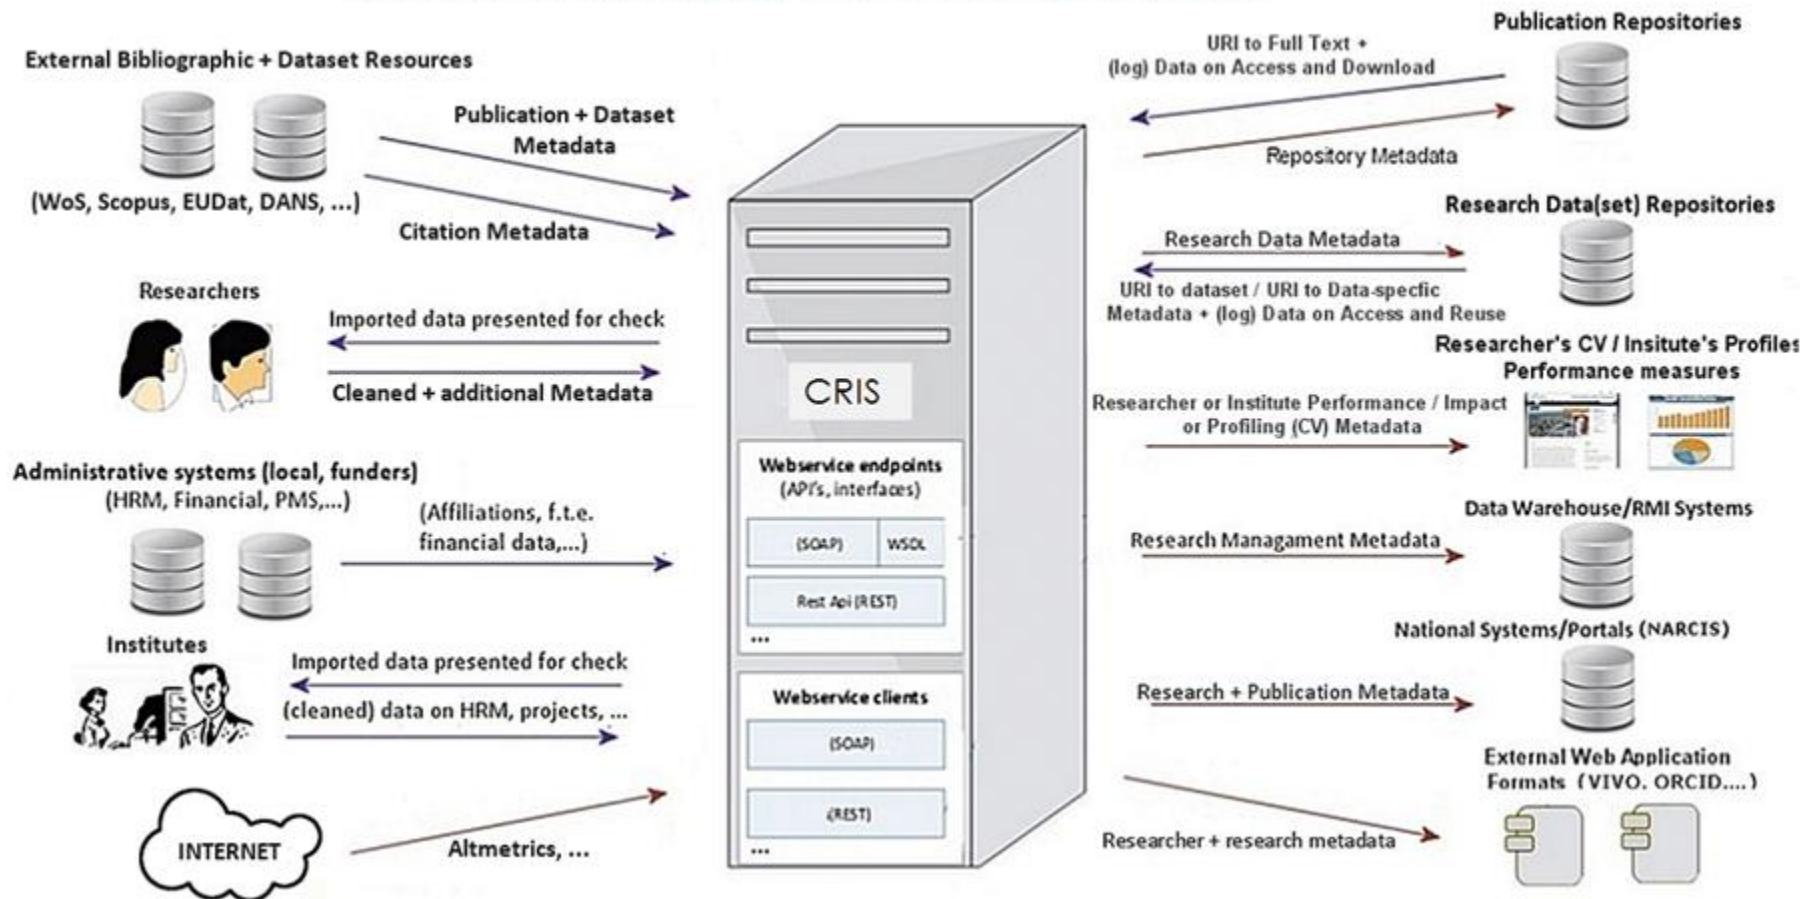 External Bibliographic + Dataset Resources
(WoS, Scopus, EUDat, DANS, ...)
Publication + Dataset
Metadata
Citation Metadata
Researchers
Imported data presented for check
Cleaned + additional Metadata
Administrative systems (local, funders)
(HRM, Financial, PMS,...)
(Affiliations, f.t.e.
financial data,...)
Institutes
Imported data presented for check
(cleaned) data on HRM, projects, ...
INTERNET
Altmetrics, ...
CRIS
Webservice endpoints
(API's, interfaces)
(SOAP)
WSDL
Rest Api (REST)
...
Webservice clients
(SOAP)
(REST)
...
Publication Repositories
URI to Full Text +
(log) Data on Access and Download
Repository Metadata
Research Data(set) Repositories
Research Data Metadata
URI to dataset / URI to Data-specfic
Metadata + (log) Data on Access and Reuse
Researcher's CV / Insitute's Profiles
Performance measures
Researcher or Institute Performance / Impact
or Profiling (CV) Metadata
Data Warehouse/RMI Systems
Research Managament Metadata
National Systems/Portals (NARCIS)
Research + Publication Metadata
External Web Application
Formats (VIVO. ORCID....)
Researcher + research metadata